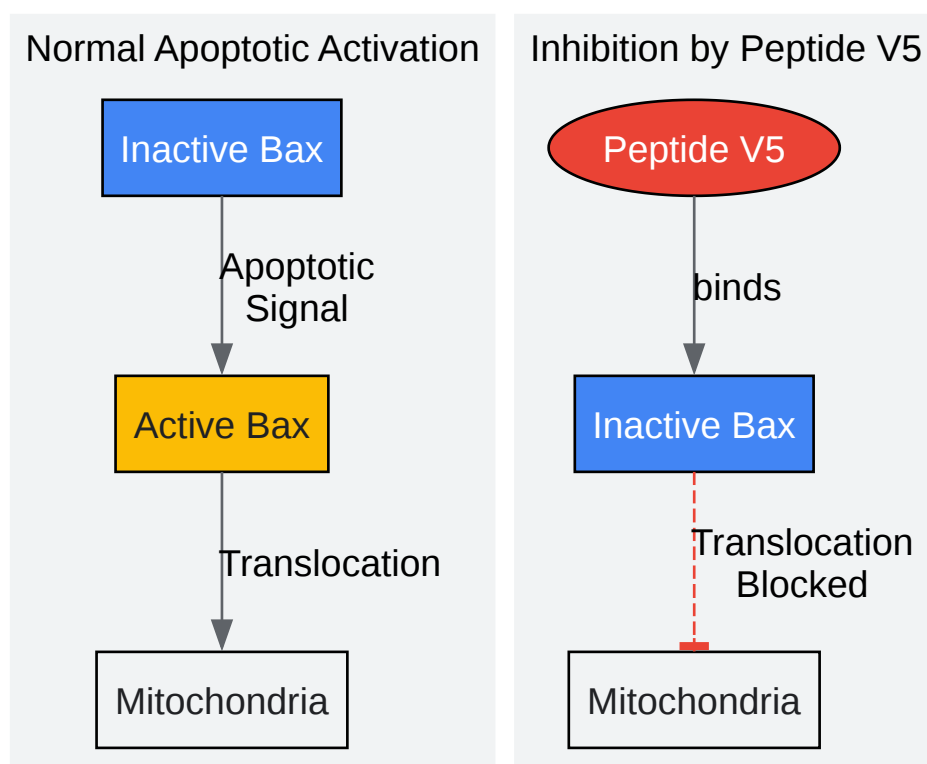 Normal Apoptotic Activation
Inactive Bax
Apoptotic
Signal
Active Bax
Translocation
Mitochondria
Inhibition by Peptide V5
Peptide V5
binds
Inactive Bax
Translocation
Blocked
Mitochondria